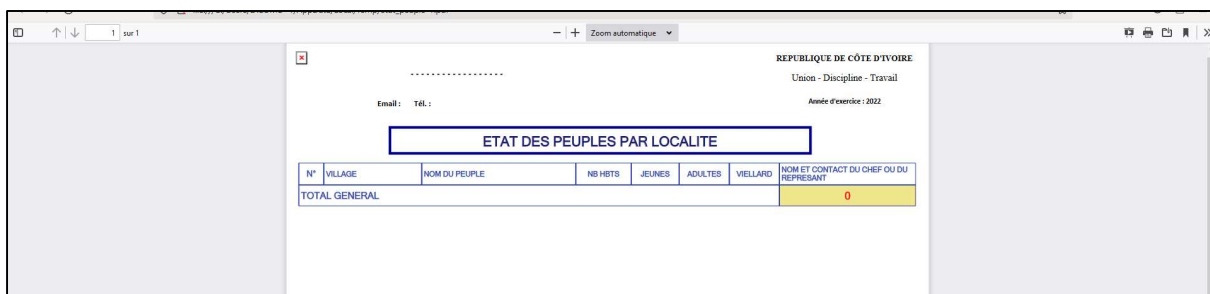 1 sur 1
Zoom automatique
REPUBLIQUE DE CÔTE D'IVOIRE
------------------
Union - Discipline - Travail
Email : Tél. :
Année d'exercice : 2022
ETAT DES PEUPLES PAR LOCALITE
N° VILLAGE NOM DU PEUPLE NB HBTS JEUNES ADULTES VIELLARD NOM ET CONTACT DU CHEF OU DU
REPRESANT
TOTAL GENERAL 0